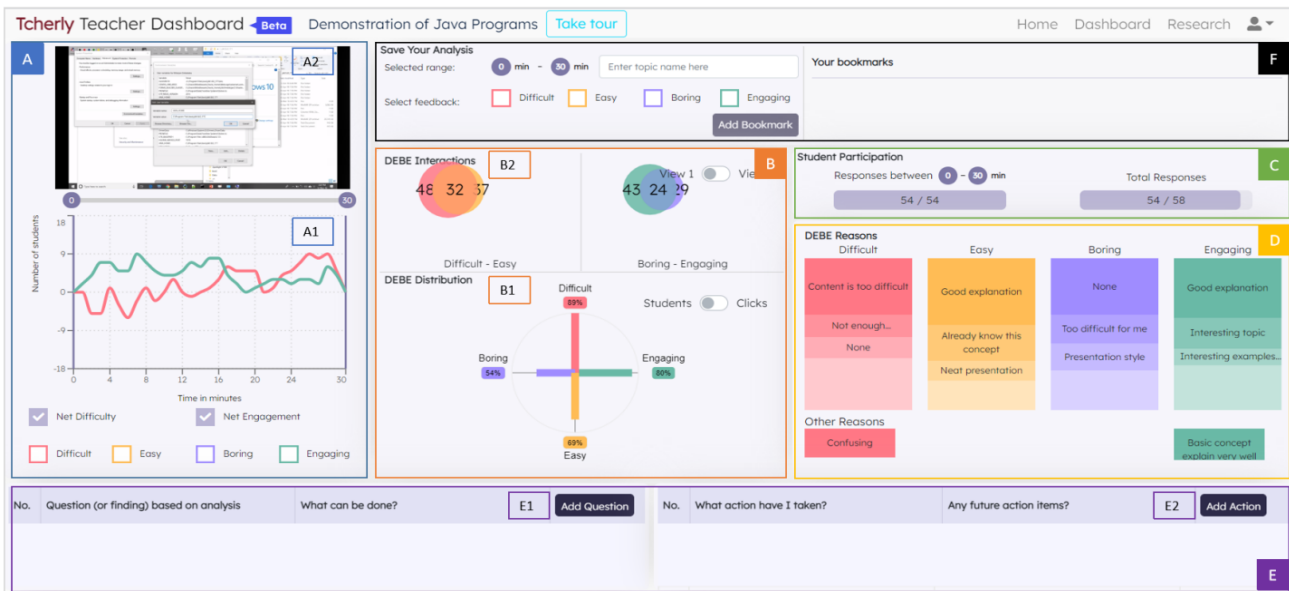 Tcherly Teacher Dashboard Beta Demonstration of Java Programs Take tour Home Dashboard Research
A
A2
Number of students
18
9
0
-9
-18
0 30
A1
0 4 8 12 16 20 24 30
Time in minutes
Net Difficulty Net Engagement
Difficult Easy Boring Engaging
Save Your Analysis
Selected range: 0 min - 30 min Enter topic name here
Select feedback: Difficult Easy Boring Engaging
Add Bookmark
Your bookmarks
F
DEBE Interactions
B2
B
48 32 37
Difficult - Easy
View 1
43 24 29
Boring - Engaging
DEBE Distribution
B1
Students Clicks
Difficult
89%
Boring
54%
Engaging
80%
69%
Easy
Student Participation
C
Responses between 0 - 30 min Total Responses
54 / 54 54 / 58
DEBE Reasons
D
Difficult Easy Boring Engaging
Content is too difficult
Not enough...
None
Good explanation
Already know this
concept
Neat presentation
None
Too difficult for me
Presentation style
Good explanation
Interesting topic
Interesting examples...
Other Reasons
Confusing
Basic concept
explain very well
No. Question (or finding) based on analysis What can be done? E1 Add Question
No. What action have I taken? Any future action items? E2 Add Action
E